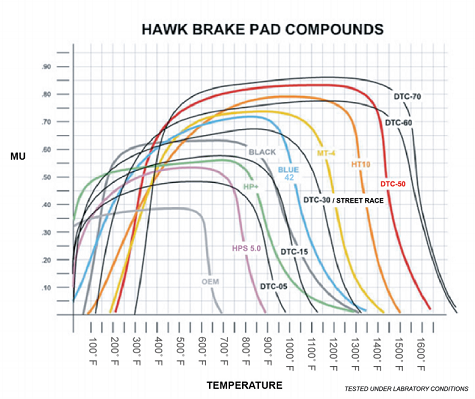 HAWK BRAKE PAD COMPOUNDS
.90
.80
.70
.60
.50
.40
.30
.20
.10
MU
DTC-70
DTC-60
BLACK
MT-4
HT10
BLUE
42
HP+
DTC-50
DTC-30 / STREET RACE
HPS 5.0
DTC-15
OEM
DTC-05
100°F
200°F
300°F
400°F
500°F
600°F
700°F
800°F
900°F
1000°F
1100°F
1200°F
1300°F
1400°F
1500°F
1600°F
TEMPERATURE
TESTED UNDER LABRATORY CONDITIONS